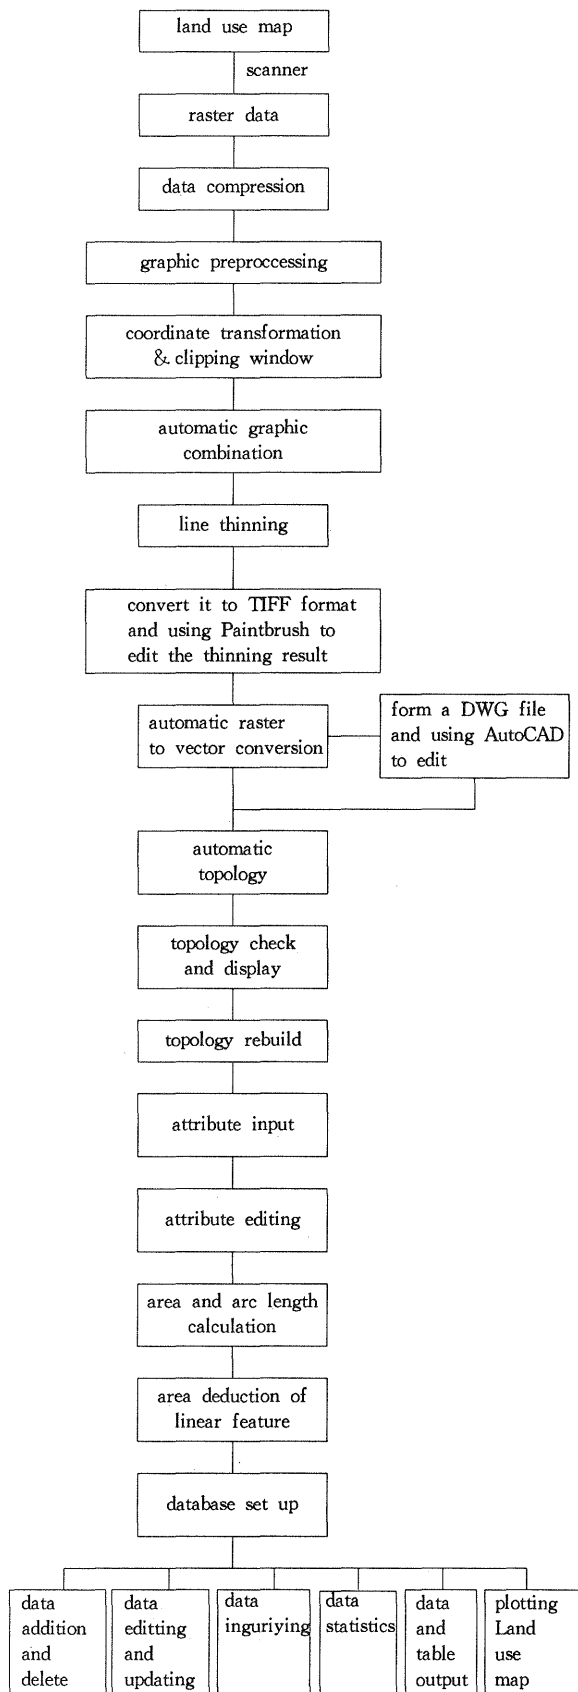 land use map
scanner
raster data
data compression
graphic preproccessing
coordinate transformation
& clipping window
automatic graphic
combination
line thinning
convert it to TIFF format
and using Paintbrush to
edit the thinning result
automatic raster
to vector conversion
form a DWG file
and using AutoCAD
to edit
automatic
topology
topology check
and display
topology rebuild
attribute input
attribute editing
area and arc length
calculation
area deduction of
linear feature
database set up
data
addition
and
delete
data
editting
and
updating
data
inguriying
data
statistics
data
and
table
output
plotting
Land
use
map